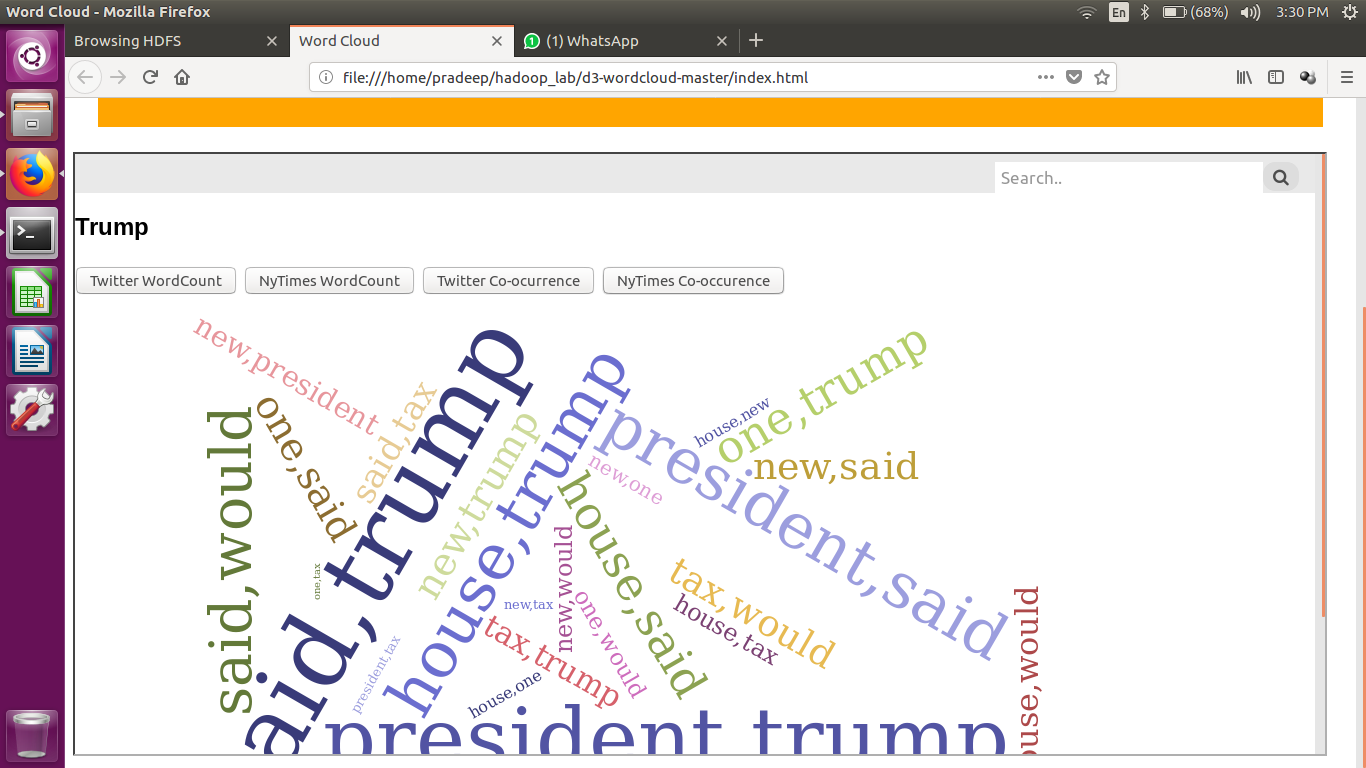 Word Cloud - Mozilla Firefox
En
(68%)
3:30 PM
Browsing HDFS
Word Cloud
(1) WhatsApp
file:///home/pradeep/hadoop_lab/d3-wordcloud-master/index.html
Search..
Trump
Twitter WordCount
NyTimes WordCount
Twitter Co-ocurrence
NyTimes Co-occurence
new,president
said,tax
one,said
said,would
aid,trump
new,trump
house,trump
one,trump
house,new
president,said
new,said
new,one
house,said
new,would
one,tax
new,tax
one,would
tax,would
house,tax
tax,trump
president,tax
house,one
ouse,would
president,trump